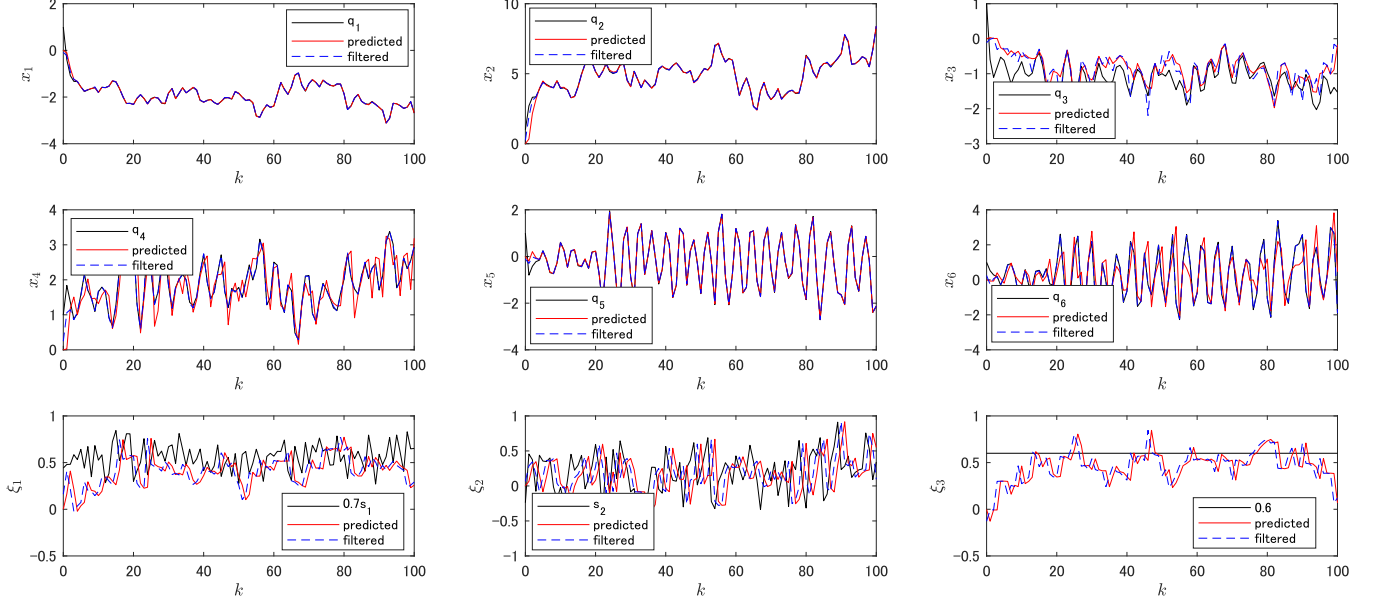 x1
2
0
-2
-4
q1
predicted
filtered
0 20 40 60 80 100
k
x2
10
5
0
q2
predicted
filtered
0 20 40 60 80 100
k
x3
1
0
-1
-2
-3
q3
predicted
filtered
0 20 40 60 80 100
k
x4
4
3
2
1
0
q4
predicted
filtered
0 20 40 60 80 100
k
x5
2
0
-2
-4
q5
predicted
filtered
0 20 40 60 80 100
k
x6
4
2
0
-2
-4
q6
predicted
filtered
0 20 40 60 80 100
k
ξ1
1
0.5
0
-0.5
0.7s1
predicted
filtered
0 20 40 60 80 100
k
ξ2
1
0.5
0
-0.5
-1
s2
predicted
filtered
0 20 40 60 80 100
k
ξ3
1
0.5
0
-0.5
0.6
predicted
filtered
0 20 40 60 80 100
k